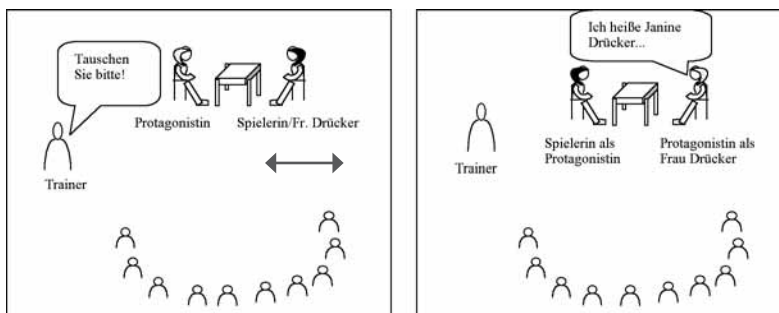 Tauschen
Sie bitte!
Protagonistin
Spielerin/Fr. Drücker
Trainer
Ich heiße Janine
Drücker...
Spielerin als
Protagonistin
Protagonistin als
Frau Drücker
Trainer